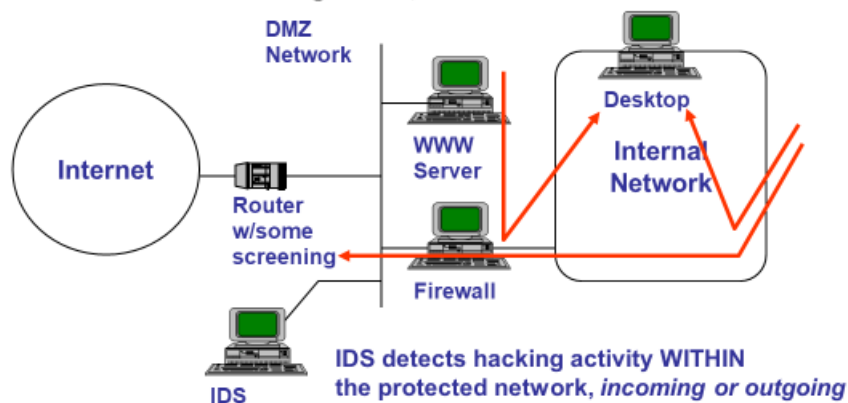 DMZ
Network
Desktop
Internet
WWW
Server
Internal
Network
Router
w/some
screening
Firewall
IDS
IDS detects hacking activity WITHIN
the protected network, incoming or outgoing